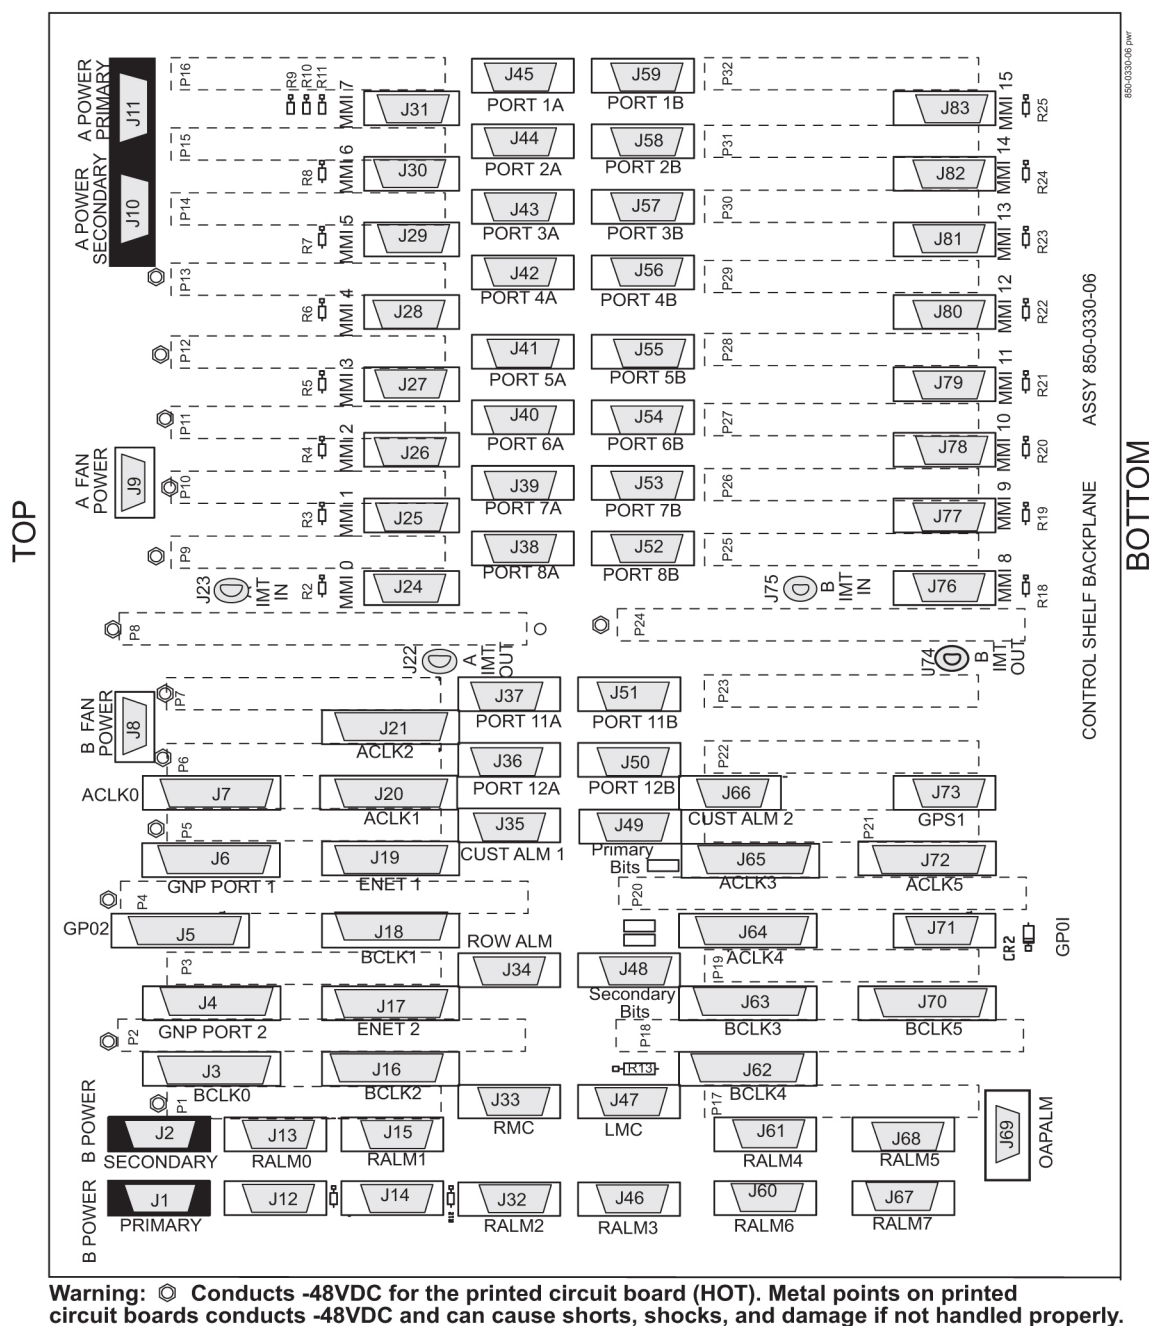 850-0330-06 pwr
TOP
BOTTOM
CONTROL SHELF BACKPLANE ASSY 850-0330-06
A POWER
PRIMARY
J11
A POWER
SECONDARY
J10
P16
R9
R10
R11
MMI 7
J31
J45
PORT 1A
J59
PORT 1B
P32
J83
MMI 15
R25
P15
R8
MMI 6
J30
J44
PORT 2A
J58
PORT 2B
P31
J82
MMI 14
R24
P14
R7
MMI 5
J29
J43
PORT 3A
J57
PORT 3B
P30
J81
MMI 13
R23
P13
R6
MMI 4
J28
J42
PORT 4A
J56
PORT 4B
P29
J80
MMI 12
R22
P12
R5
MMI 3
J27
J41
PORT 5A
J55
PORT 5B
P28
J79
MMI 11
R21
P11
R4
MMI 2
J26
J40
PORT 6A
J54
PORT 6B
P27
J78
MMI 10
R20
A FAN
POWER
J9
P10
R3
MMI 1
J25
J39
PORT 7A
J53
PORT 7B
P26
J77
MMI 9
R19
P9
R2
MMI 0
J24
J38
PORT 8A
J52
PORT 8B
P25
J76
MMI 8
R18
J23
IMT
IN
J75
B
IMT
IN
P8
P24
J22
A
IMT
OUT
J74
B
IMT
OUT
B FAN
POWER
J8
P7
J21
ACLK2
J37
PORT 11A
J51
PORT 11B
P23
P6
J36
PORT 12A
J50
PORT 12B
P22
ACLK0
J7
J20
ACLK1
J66
CUST ALM 2
J73
GPS1
P5
J35
CUST ALM 1
J49
Primary
Bits
P21
J6
GNP PORT 1
J19
ENET 1
J65
ACLK3
J72
ACLK5
P4
P20
GP02
J5
J18
BCLK1
ROW ALM
J34
J64
ACLK4
J71
CR2
GP0I
P3
J48
Secondary
Bits
P19
J4
GNP PORT 2
J17
ENET 2
J63
BCLK3
J70
BCLK5
P2
P18
J3
BCLK0
J16
BCLK2
R13
J62
BCLK4
P1
J33
RMC
J47
LMC
P17
B POWER
J2
SECONDARY
J13
RALM0
J15
RALM1
J61
RALM4
J68
RALM5
J69
OAPALM
B POWER
J1
PRIMARY
J12
J14
J32
RALM2
J46
RALM3
J60
RALM6
J67
RALM7
Warning: Conducts -48VDC for the printed circuit board (HOT). Metal points on printed
circuit boards conducts -48VDC and can cause shorts, shocks, and damage if not handled properly.